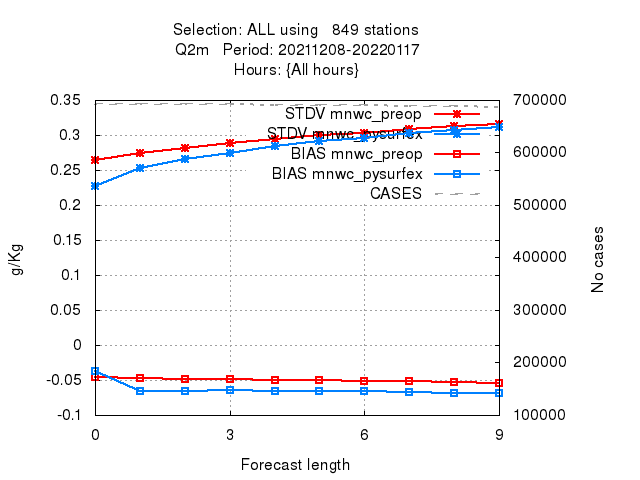 Selection: ALL using   849 stations
Q2m   Period: 20211208-20220117
Hours: {All hours}
0.35
0.3
0.25
0.2
0.15
0.1
0.05
0
-0.05
-0.1
g/Kg
STDV mnwc_preop
STDV mnwc_pysurfex
BIAS mnwc_preop
BIAS mnwc_pysurfex
CASES
700000
600000
500000
400000
300000
200000
100000
No cases
0
3
6
9
Forecast length